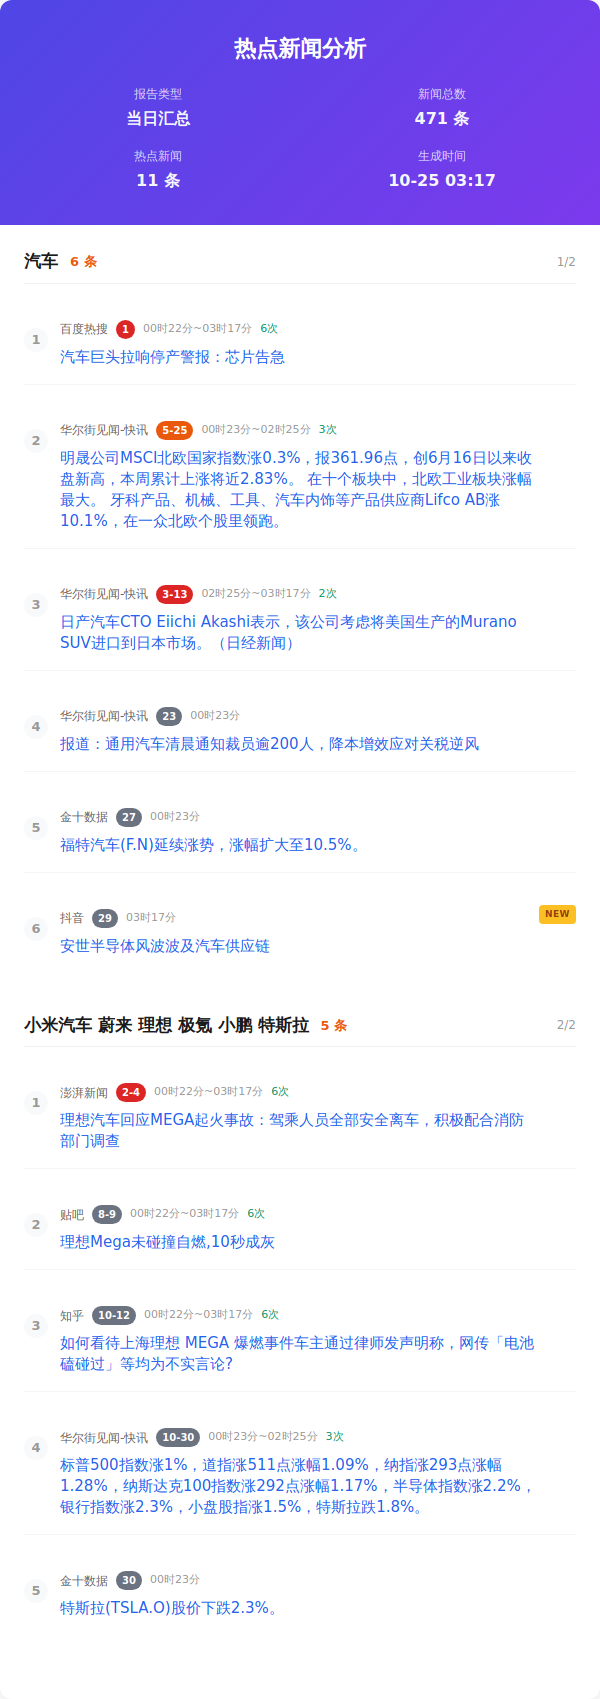 热点新闻分析
报告类型
当日汇总
新闻总数
471 条
热点新闻
11 条
生成时间
10-25 03:17
汽车 6 条 1/2
1
百度热搜 1 00时22分~03时17分 6次
汽车巨头拉响停产警报：芯片告急
2
华尔街见闻-快讯 5-25 00时23分~02时25分 3次
明晟公司MSCI北欧国家指数涨0.3%，报361.96点，创6月16日以来收
盘新高，本周累计上涨将近2.83%。 在十个板块中，北欧工业板块涨幅
最大。 牙科产品、机械、工具、汽车内饰等产品供应商Lifco AB涨
10.1%，在一众北欧个股里领跑。
3
华尔街见闻-快讯 3-13 02时25分~03时17分 2次
日产汽车CTO Eiichi Akashi表示，该公司考虑将美国生产的Murano
SUV进口到日本市场。（日经新闻）
4
华尔街见闻-快讯 23 00时23分
报道：通用汽车清晨通知裁员逾200人，降本增效应对关税逆风
5
金十数据 27 00时23分
福特汽车(F.N)延续涨势，涨幅扩大至10.5%。
6
抖音 29 03时17分 NEW
安世半导体风波波及汽车供应链
小米汽车 蔚来 理想 极氪 小鹏 特斯拉 5 条 2/2
1
澎湃新闻 2-4 00时22分~03时17分 6次
理想汽车回应MEGA起火事故：驾乘人员全部安全离车，积极配合消防
部门调查
2
贴吧 8-9 00时22分~03时17分 6次
理想Mega未碰撞自燃,10秒成灰
3
知乎 10-12 00时22分~03时17分 6次
如何看待上海理想 MEGA 爆燃事件车主通过律师发声明称，网传「电池
磕碰过」等均为不实言论?
4
华尔街见闻-快讯 10-30 00时23分~02时25分 3次
标普500指数涨1%，道指涨511点涨幅1.09%，纳指涨293点涨幅
1.28%，纳斯达克100指数涨292点涨幅1.17%，半导体指数涨2.2%，
银行指数涨2.3%，小盘股指涨1.5%，特斯拉跌1.8%。
5
金十数据 30 00时23分
特斯拉(TSLA.O)股价下跌2.3%。